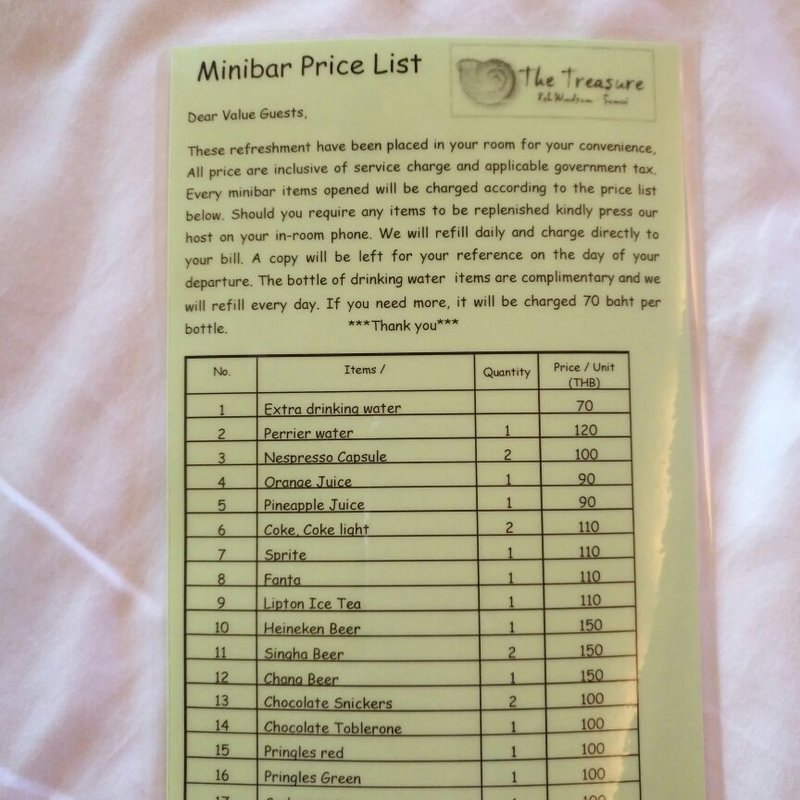 Minibar Price List
The Treasure
Dear Value Guests,
These refreshment have been placed in your room for your convenience,
All price are inclusive of service charge and applicable government tax.
Every minibar items opened will be charged according to the price list
below. Should you require any items to be replenished kindly press our
host on your in-room phone. We will refill daily and charge directly to
your bill. A copy will be left for your reference on the day of your
departure. The bottle of drinking water items are complimentary and we
will refill every day. If you need more, it will be charged 70 baht per
bottle. ***Thank you***
No. Items / Quantity Price / Unit (THB)
1 Extra drinking water 70
2 Perrier water 1 120
3 Nespresso Capsule 2 100
4 Orange Juice 1 90
5 Pineapple Juice 1 90
6 Coke, Coke light 2 110
7 Sprite 1 110
8 Fanta 1 110
9 Lipton Ice Tea 1 110
10 Heineken Beer 1 150
11 Singha Beer 2 150
12 Chang Beer 1 150
13 Chocolate Snickers 2 100
14 Chocolate Toblerone 1 100
15 Pringles red 1 100
16 Pringles Green 1 100